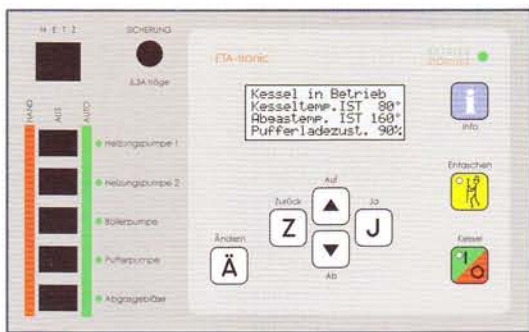 NETZ
SICHERUNG
6,3A träge
HAND
AUS
AUTO
Heizungspumpe 1
Heizungspumpe 2
Boilerpumpe
Pufferpumpe
Abgasgebläse
ETA-tronic
Kessel in Betrieb
Kesseltemp.IST 80°
Abgastemp. IST 160°
Pufferladezust. 90%
Auf
Zurück
Ja
Z
J
Ändern
Ä
Ab
i
Info
Entaschen
Kessel
I
O